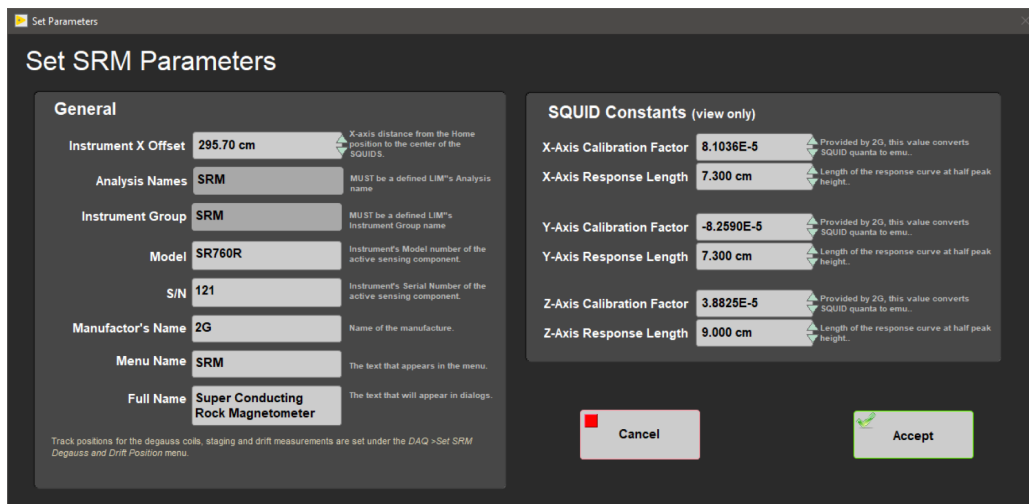 Set Parameters
Set SRM Parameters
General
Instrument X Offset 295.70 cm X-axis distance from the Home
position to the center of the
SQUIDS.
Analysis Names SRM MUST be a defined LIM"s Analysis
name
Instrument Group SRM MUST be a defined LIM"s
Instrument Group name
Model SR760R Instrument's Model number of the
active sensing component.
S/N 121 Instrument's Serial Number of the
active sensing component.
Manufactor's Name 2G Name of the manufacture.
Menu Name SRM The text that appears in the menu.
Full Name Super Conducting The text that will appear in dialogs.
Rock Magnetometer
Track positions for the degauss coils, staging and drift measurements are set under the DAQ >Set SRM
Degauss and Drift Position menu.
SQUID Constants (view only)
X-Axis Calibration Factor 8.1036E-5 Provided by 2G, this value converts
SQUID quanta to emu..
X-Axis Response Length 7.300 cm Length of the response curve at half peak
height..
Y-Axis Calibration Factor -8.2590E-5 Provided by 2G, this value converts
SQUID quanta to emu..
Y-Axis Response Length 7.300 cm Length of the response curve at half peak
height..
Z-Axis Calibration Factor 3.8825E-5 Provided by 2G, this value converts
SQUID quanta to emu..
Z-Axis Response Length 9.000 cm Length of the response curve at half peak
height..
Cancel
Accept